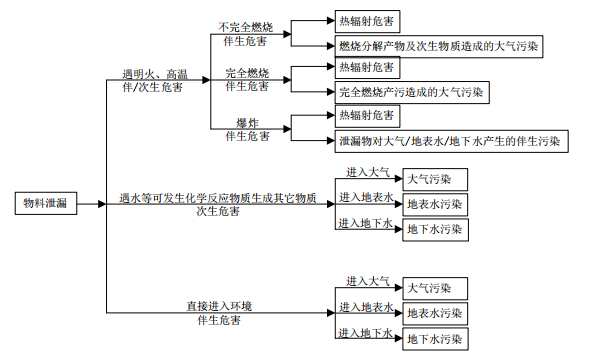 不完全燃烧
伴生危害
热辐射危害
燃烧分解产物及次生物质造成的大气污染
遇明火、高温
伴/次生危害
完全燃烧
伴生危害
热辐射危害
完全燃烧产污造成的大气污染
爆炸
伴生危害
热辐射危害
泄漏物对大气/地表水/地下水产生的伴生污染
物料泄漏
遇水等可发生化学反应物质生成其它物质
次生危害
进入大气
大气污染
进入地表水
地表水污染
进入地下水
地下水污染
直接进入环境
伴生危害
进入大气
大气污染
进入地表水
地表水污染
进入地下水
地下水污染